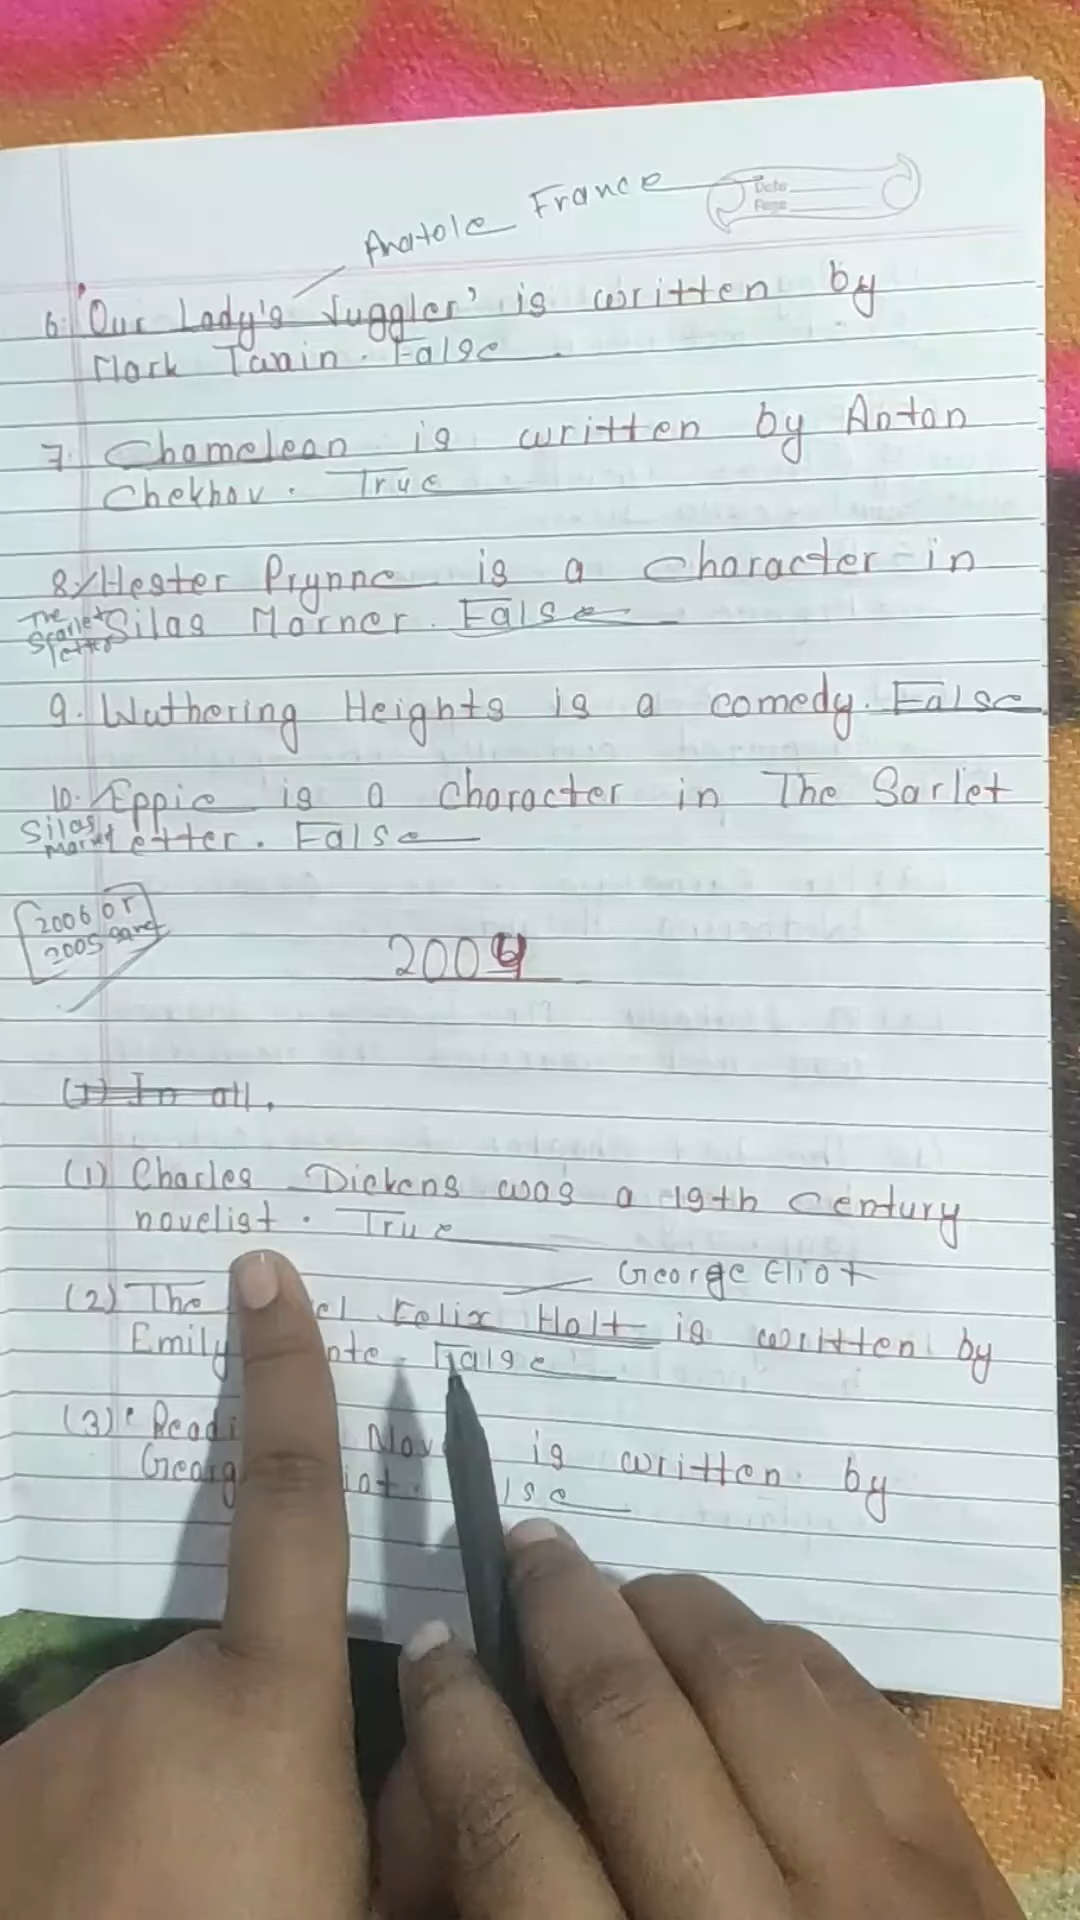 Anatole France
Date
Page
6. 'Our Lady's Juggler' is written by
Mark Twain. False
7. Chameleon is written by Anton
Chekhov. True
8. Hester Prynne is a character in
The Scarlet letter
Silas Marner. False
9. Wuthering Heights is a comedy. False
10. Eppie is a character in The Sarlet
Silas
Letter. False
2006 or
2005
2004
(1) In all.
(1) Charles Dickens was a 19th Century
novelist. True
George Eliot
(2) The Felix Holt is written by
Emily False
(3) is written by